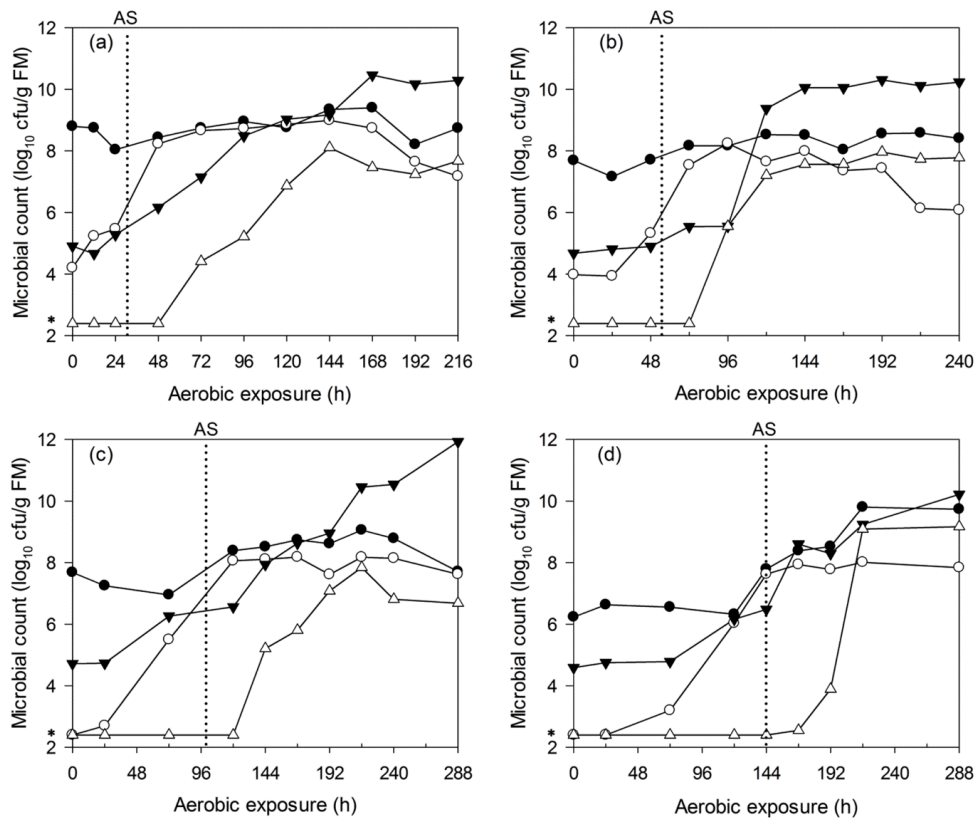 AS AS
(a) (b)
Microbial count (log10 cfu/g FM)
12
10
8
6
4
*
2
0 24 48 72 96 120 144 168 192 216
Aerobic exposure (h)
Microbial count (log10 cfu/g FM)
12
10
8
6
4
*
2
0 48 96 144 192 240
Aerobic exposure (h)
AS AS
(c) (d)
Microbial count (log10 cfu/g FM)
12
10
8
6
4
*
2
0 48 96 144 192 240 288
Aerobic exposure (h)
Microbial count (log10 cfu/g FM)
12
10
8
6
4
*
2
0 48 96 144 192 240 288
Aerobic exposure (h)